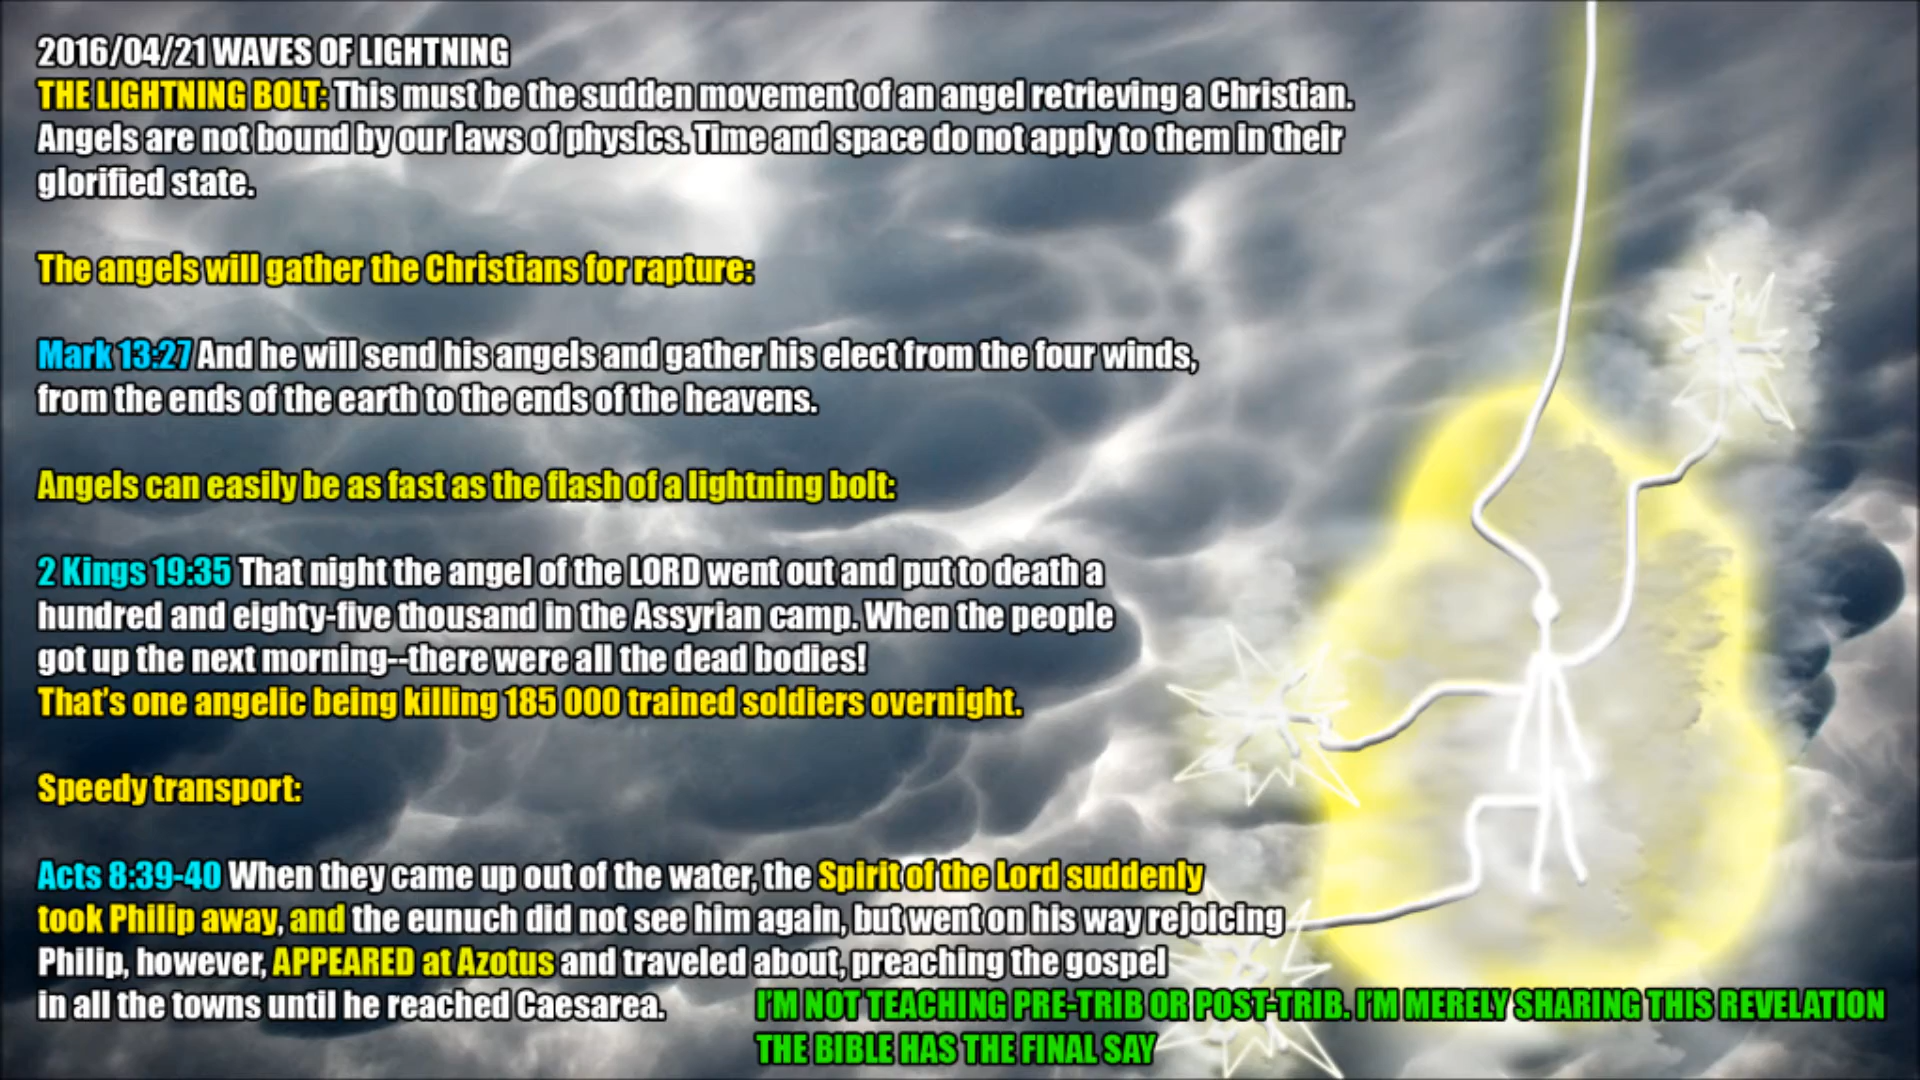 2016/04/21 WAVES OF LIGHTNING
THE LIGHTNING BOLT: This must be the sudden movement of an angel retrieving a Christian.
Angels are not bound by our laws of physics. Time and space do not apply to them in their
glorified state.
The angels will gather the Christians for rapture:
Mark 13:27 And he will send his angels and gather his elect from the four winds,
from the ends of the earth to the ends of the heavens.
Angels can easily be as fast as the flash of a lightning bolt:
2 Kings 19:35 That night the angel of the LORD went out and put to death a
hundred and eighty-five thousand in the Assyrian camp. When the people
got up the next morning--there were all the dead bodies!
That's one angelic being killing 185 000 trained soldiers overnight.
Speedy transport:
Acts 8:39-40 When they came up out of the water, the Spirit of the Lord suddenly
took Philip away, and the eunuch did not see him again, but went on his way rejoicing
Philip, however, APPEARED at Azotus and traveled about, preaching the gospel
in all the towns until he reached Caesarea.
I'M NOT TEACHING PRE-TRIB OR POST-TRIB. I'M MERELY SHARING THIS REVELATION
THE BIBLE HAS THE FINAL SAY